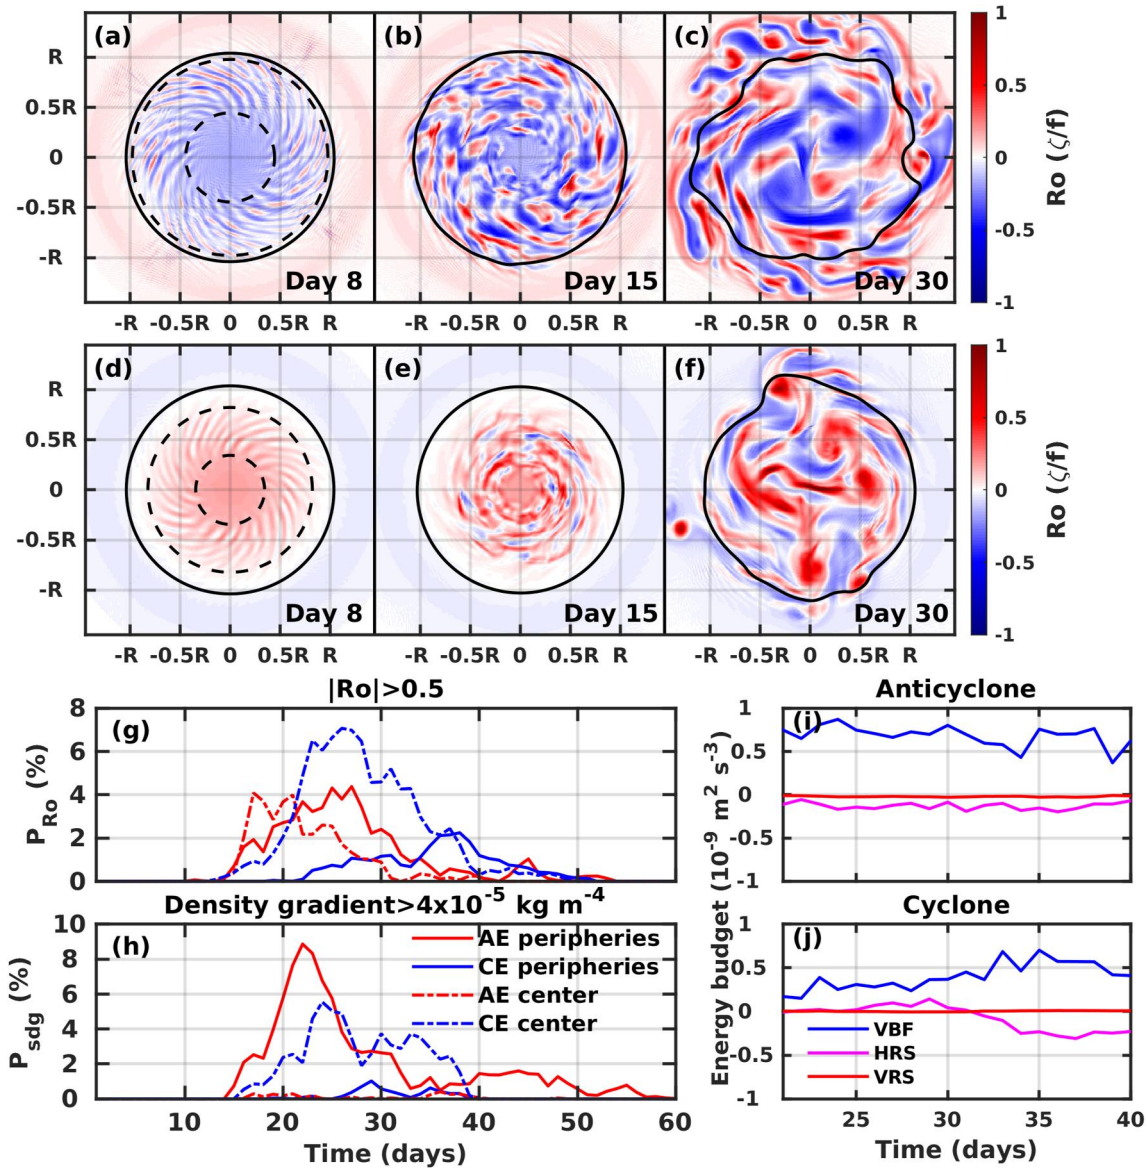 (a) (b) (c)
R
0.5R
0
-0.5R
-R
Day 8 Day 15 Day 30
-R -0.5R 0 0.5R R -R -0.5R 0 0.5R R -R -0.5R 0 0.5R R
1
0.5
0
-0.5
-1
Ro (ζ/f)
(d) (e) (f)
R
0.5R
0
-0.5R
-R
Day 8 Day 15 Day 30
-R -0.5R 0 0.5R R -R -0.5R 0 0.5R R -R -0.5R 0 0.5R R
1
0.5
0
-0.5
-1
Ro (ζ/f)
|Ro|>0.5
(g)
8
6
4
2
0
P_Ro (%)
Density gradient>4x10^-5 kg m^-4
(h)
10
8
6
4
2
0
P_sdg (%)
AE peripheries
CE peripheries
AE center
CE center
10 20 30 40 50 60
Time (days)
Anticyclone
(i)
1
0.5
0
-0.5
-1
Energy budget (10^-9 m^2 s^-3)
Cyclone
(j)
1
0.5
0
-0.5
-1
VBF
HRS
VRS
25 30 35 40
Time (days)